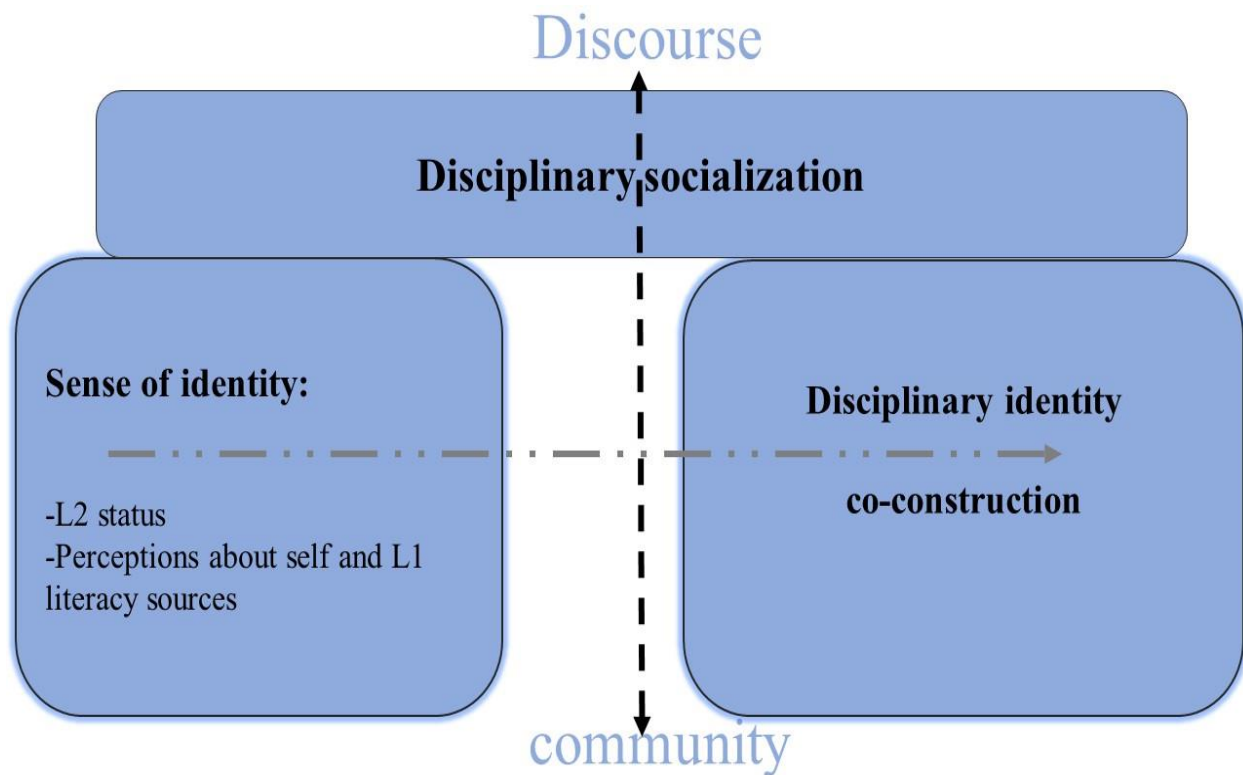 Discourse
Disciplinary socialization
Sense of identity:
-L2 status
-Perceptions about self and L1
literacy sources
Disciplinary identity
co-construction
community